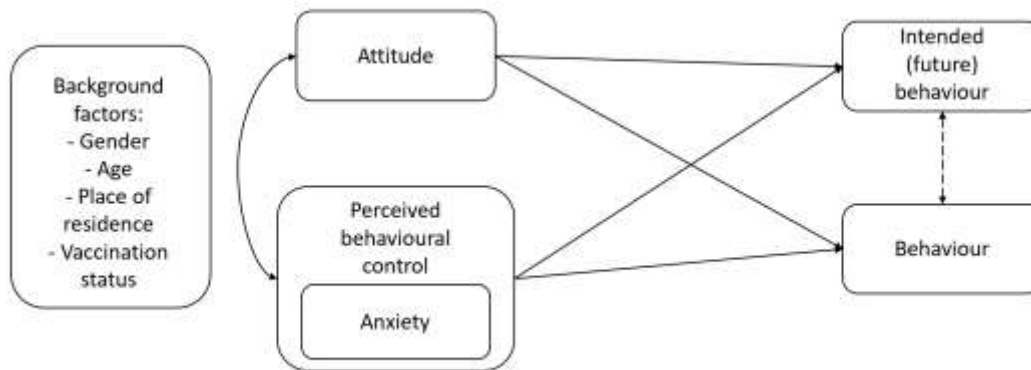 Background
factors:
- Gender
- Age
- Place of
residence
- Vaccination
status
Attitude
Perceived
behavioural
control
Anxiety
Intended
(future)
behaviour
Behaviour